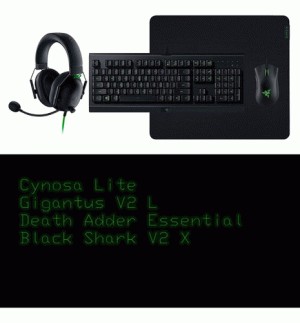 Cynosa Lite
Gigantus V2 L
Death Adder Essential
Black Shark V2 X